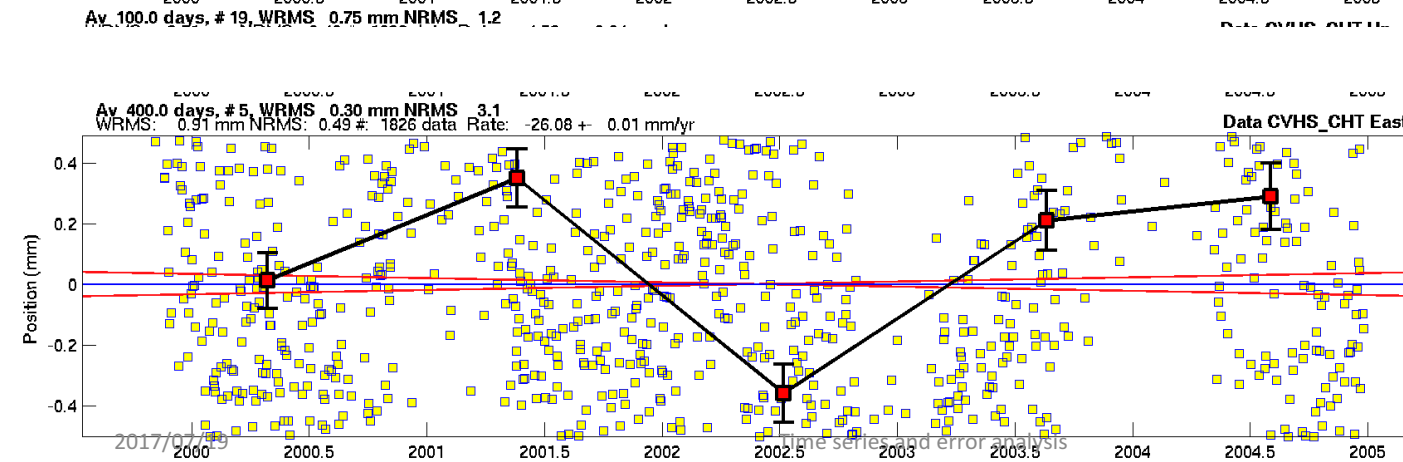 Av 100.0 days, # 19, WRMS 0.75 mm NRMS 1.2
Av 400.0 days, # 5, WRMS 0.30 mm NRMS 3.1
WRMS: 0.91 mm NRMS: 0.49 #: 1826 data Rate: -26.08 +- 0.01 mm/yr
Data CVHS_CHT East
Position (mm)
0.4
0.2
0
-0.2
-0.4
2000 2000.5 2001 2001.5 2002 2002.5 2003 2003.5 2004 2004.5 2005
2017/07/19
Time series and error analysis